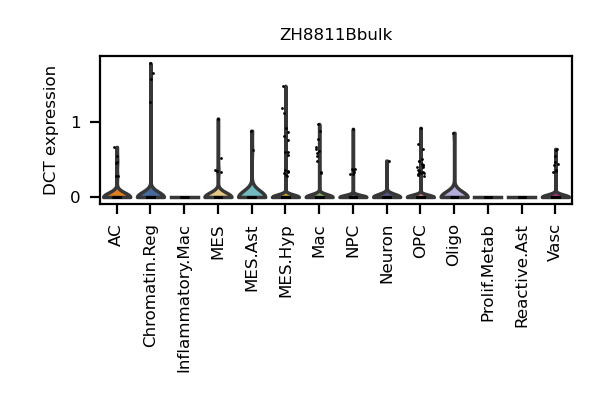 ZH8811Bbulk
DCT expression
1
0
AC
Chromatin.Reg
Inflammatory.Mac
MES
MES.Ast
MES.Hyp
Mac
NPC
Neuron
OPC
Oligo
Prolif.Metab
Reactive.Ast
Vasc